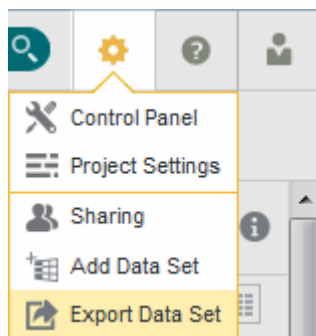 Control Panel
Project Settings
Sharing
Add Data Set
Export Data Set